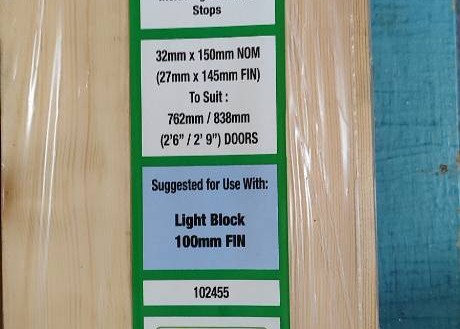 Stops
32mm x 150mm NOM
(27mm x 145mm FIN)
To Suit :
762mm / 838mm
(2'6" / 2' 9") DOORS
Suggested for Use With:
Light Block
100mm FIN
102455